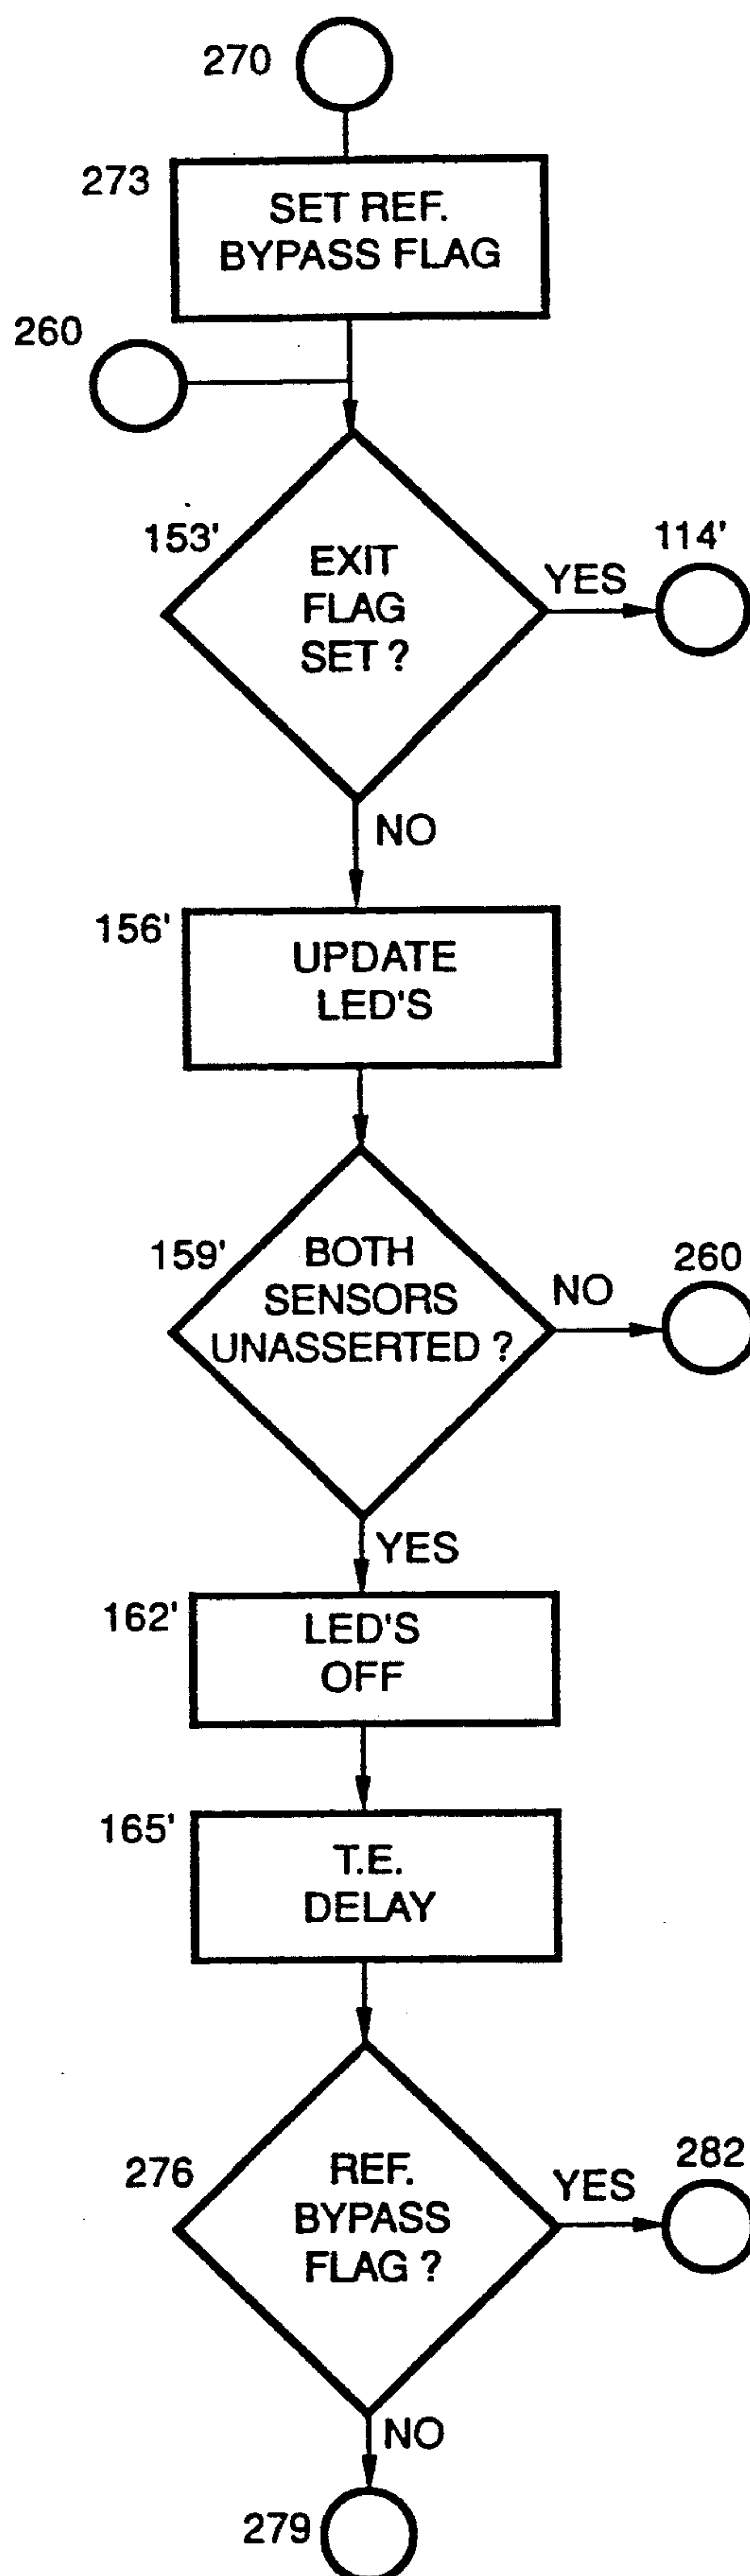 270
273
SET REF.
BYPASS FLAG
260
153'
EXIT
FLAG
SET ?
YES
114'
NO
156'
UPDATE
LED'S
159'
BOTH
SENSORS
UNASSERTED ?
NO
260
YES
162'
LED'S
OFF
165'
T.E.
DELAY
276
REF.
BYPASS
FLAG ?
YES
282
NO
279